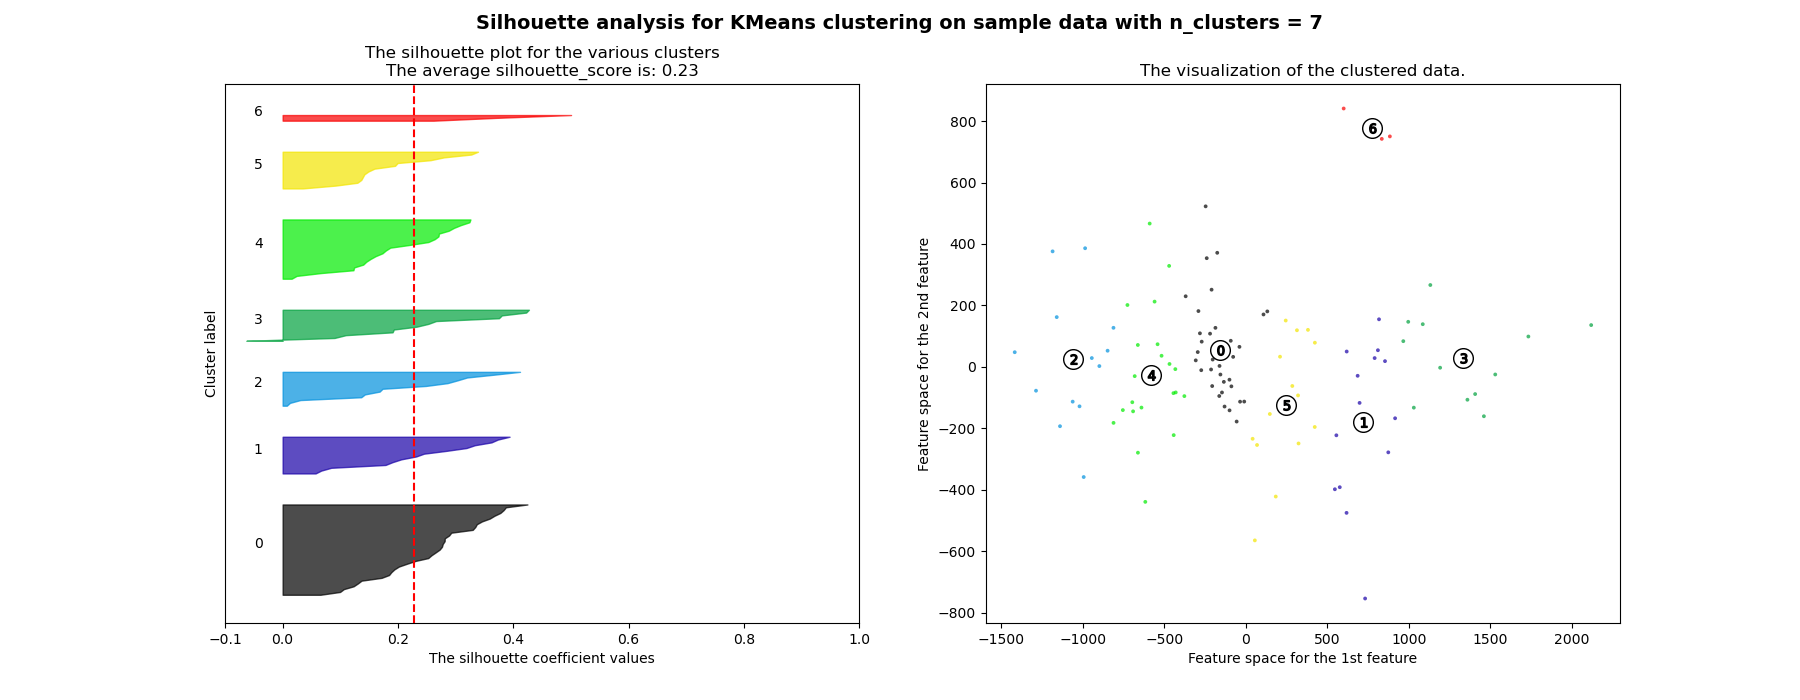 Silhouette analysis for KMeans clustering on sample data with n_clusters = 7
The silhouette plot for the various clusters
The average silhouette_score is: 0.23
6
5
4
3
2
1
0
Cluster label
−0.1 0.0 0.2 0.4 0.6 0.8 1.0
The silhouette coefficient values
The visualization of the clustered data.
800
600
400
200
0
−200
−400
−600
−800
Feature space for the 2nd feature
6
0
2
3
4
5
1
−1500 −1000 −500 0 500 1000 1500 2000
Feature space for the 1st feature